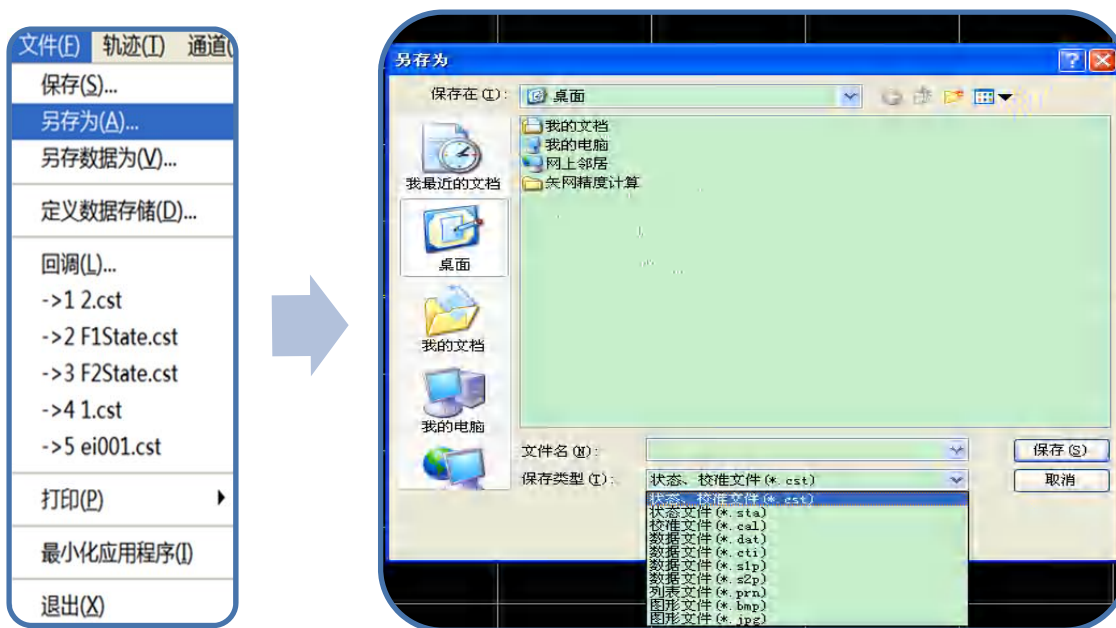 文件(F) 轨迹(T) 通道(
保存(S)...
另存为(A)...
另存数据为(V)...
定义数据存储(D)...
回调(L)...
->1 2.cst
->2 F1State.cst
->3 F2State.cst
->4 1.cst
->5 ei001.cst
打印(P)
最小化应用程序(I)
退出(X)
另存为
保存在(I):
桌面
我的文档
我的电脑
网上邻居
矢网精度计算
我最近的文档
桌面
我的文档
我的电脑
文件名(N):
保存(S)
保存类型(T):
状态、校准文件(*.cst)
取消
状态、校准文件(*.cst)
状态文件(*.sta)
校准文件(*.cal)
数据文件(*.dat)
数据文件(*.cti)
数据文件(*.s1p)
数据文件(*.s2p)
列表文件(*.prn)
图形文件(*.bmp)
图形文件(*.jpg)